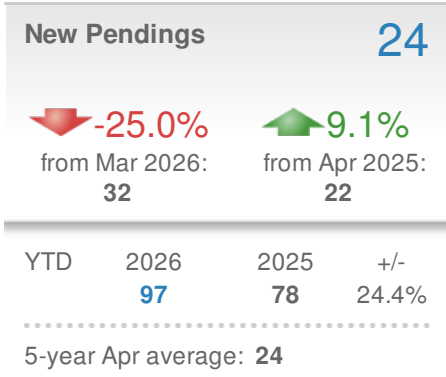 New Pendings 24
-25.0% 9.1%
from Mar 2026: from Apr 2025:
32 22
YTD 2026 2025 +/-
97 78 24.4%
5-year Apr average: 24